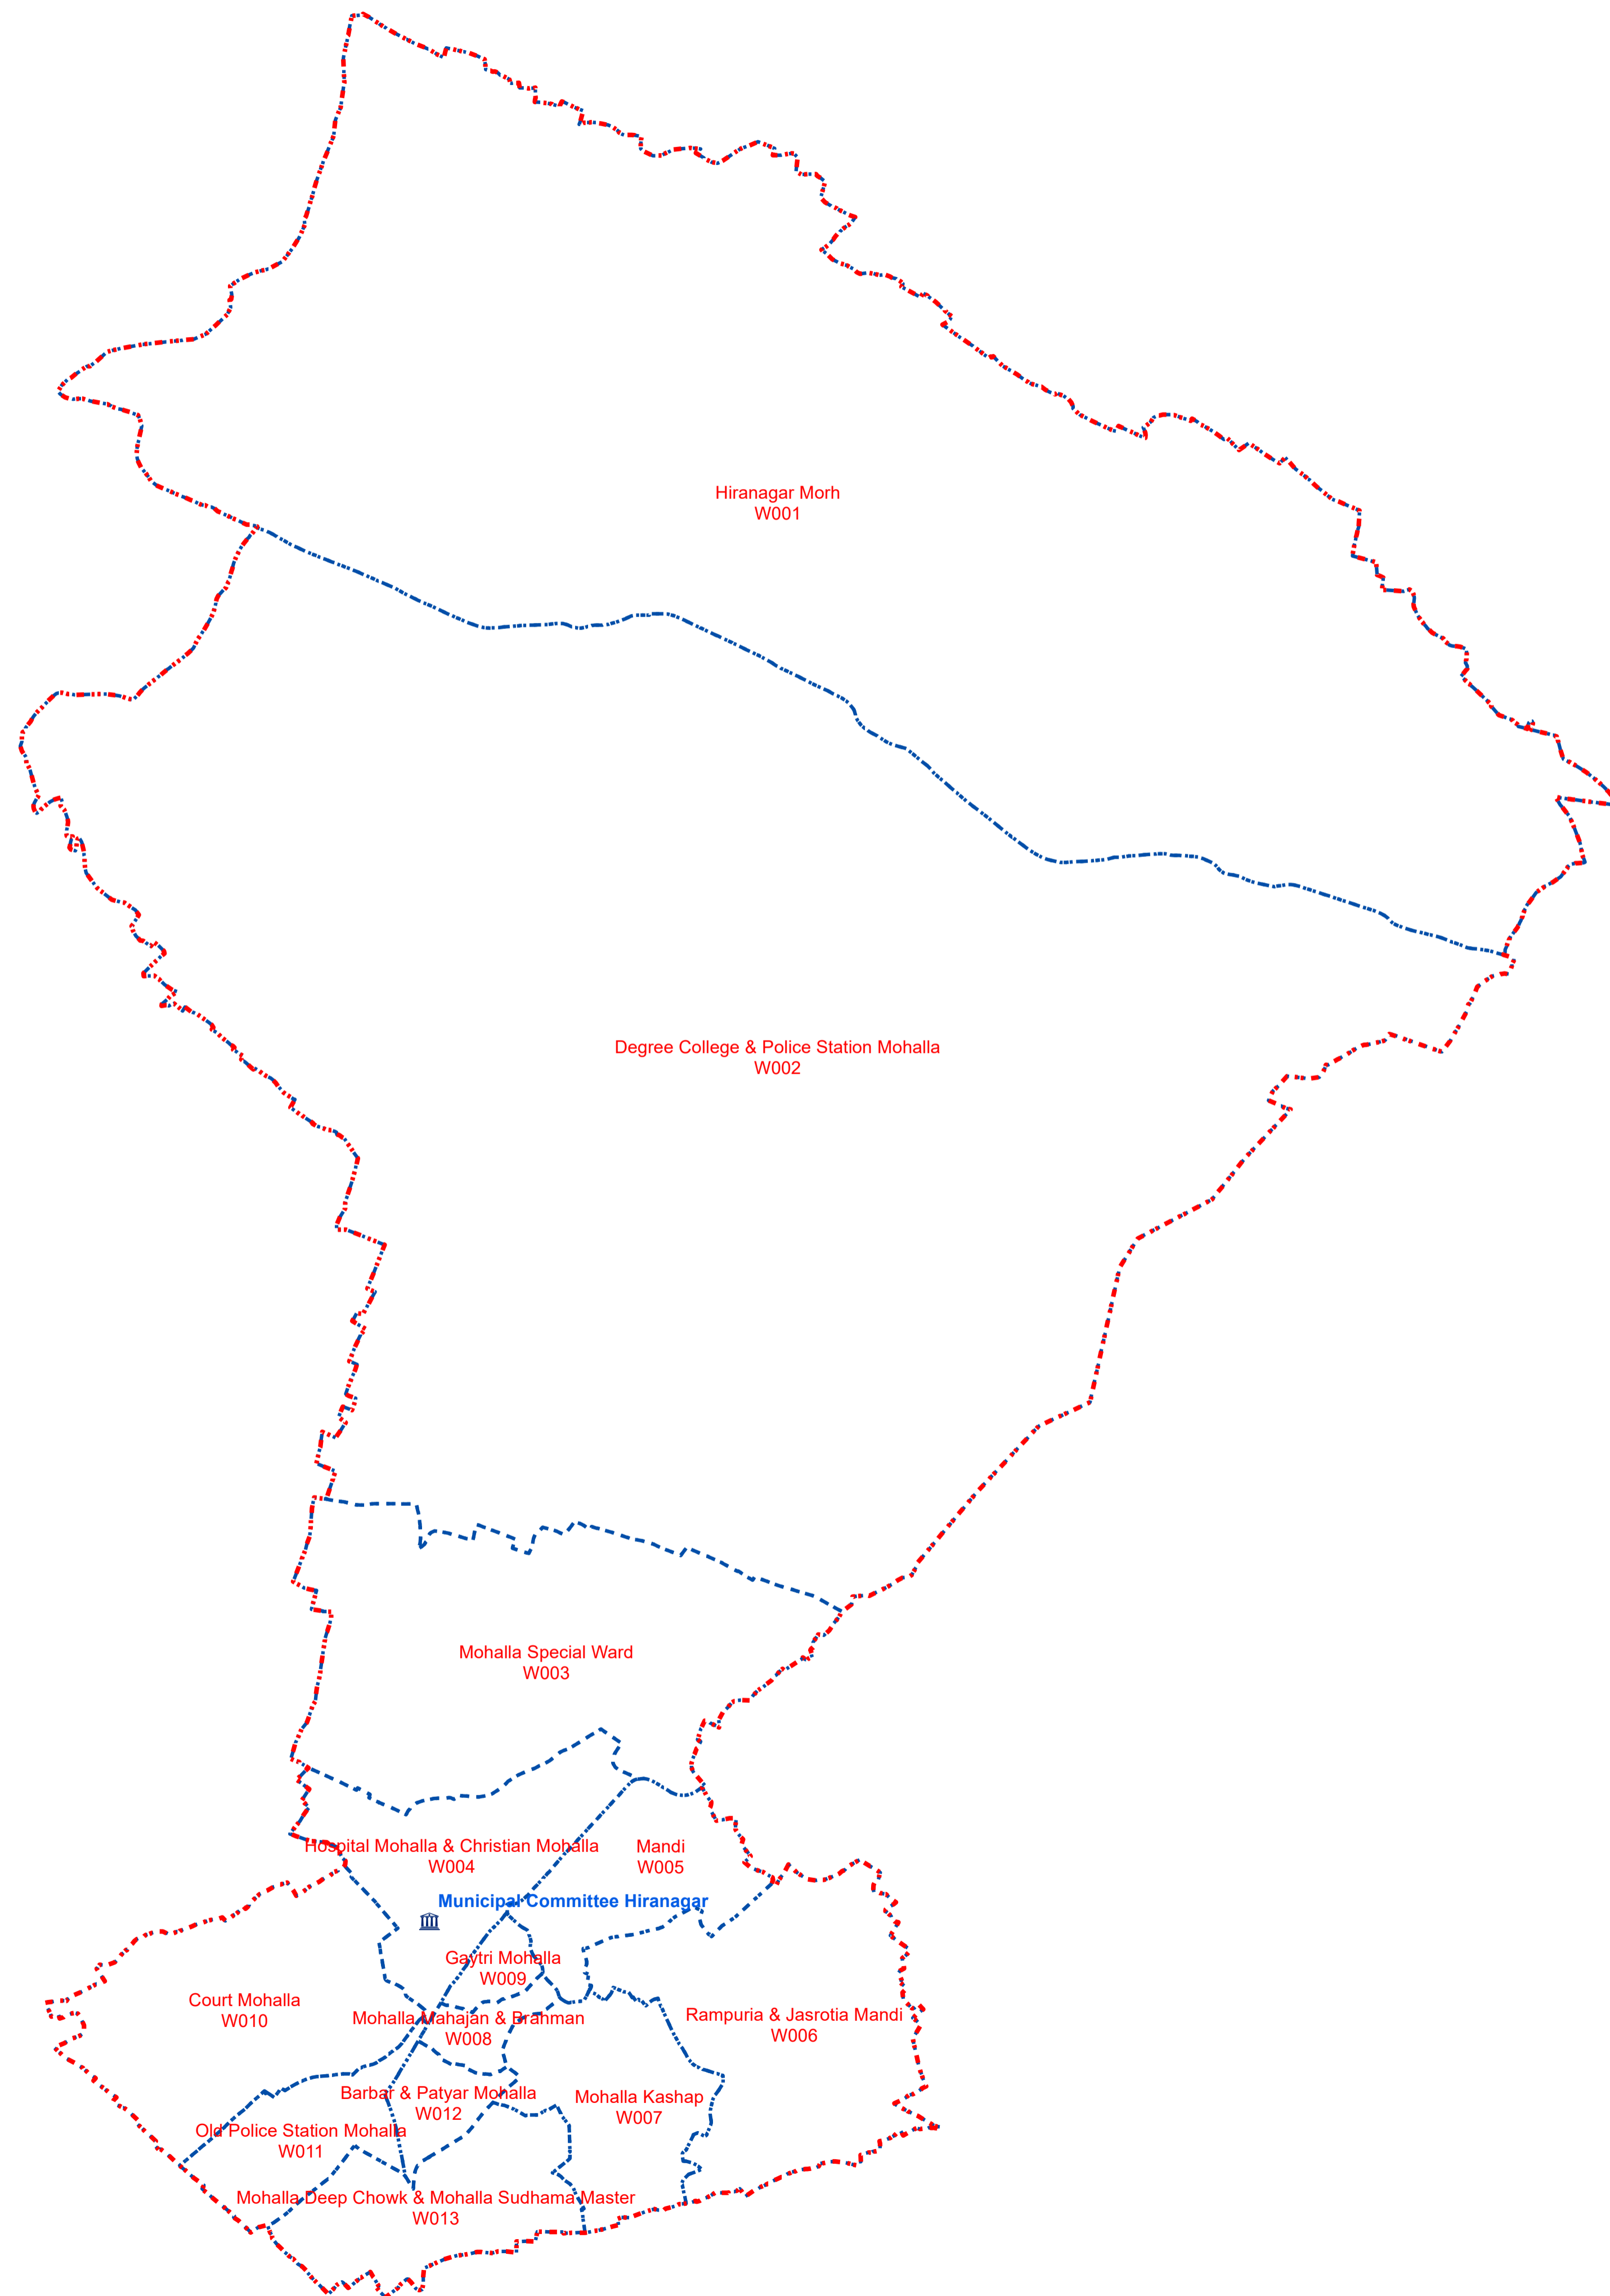 Hiranagar Morh
W001
Degree College & Police Station Mohalla
W002
Mohalla Special Ward
W003
Hospital Mohalla & Christian Mohalla
W004
Mandi
W005
Municipal Committee Hiranagar
Gaytri Mohalla
W009
Court Mohalla
W010
Mohalla Mahajan & Brahman
W008
Rampuria & Jasrotia Mandi
W006
Barbar & Patyar Mohalla
W012
Mohalla Kashap
W007
Old Police Station Mohalla
W011
Mohalla Deep Chowk & Mohalla Sudhama Master
W013